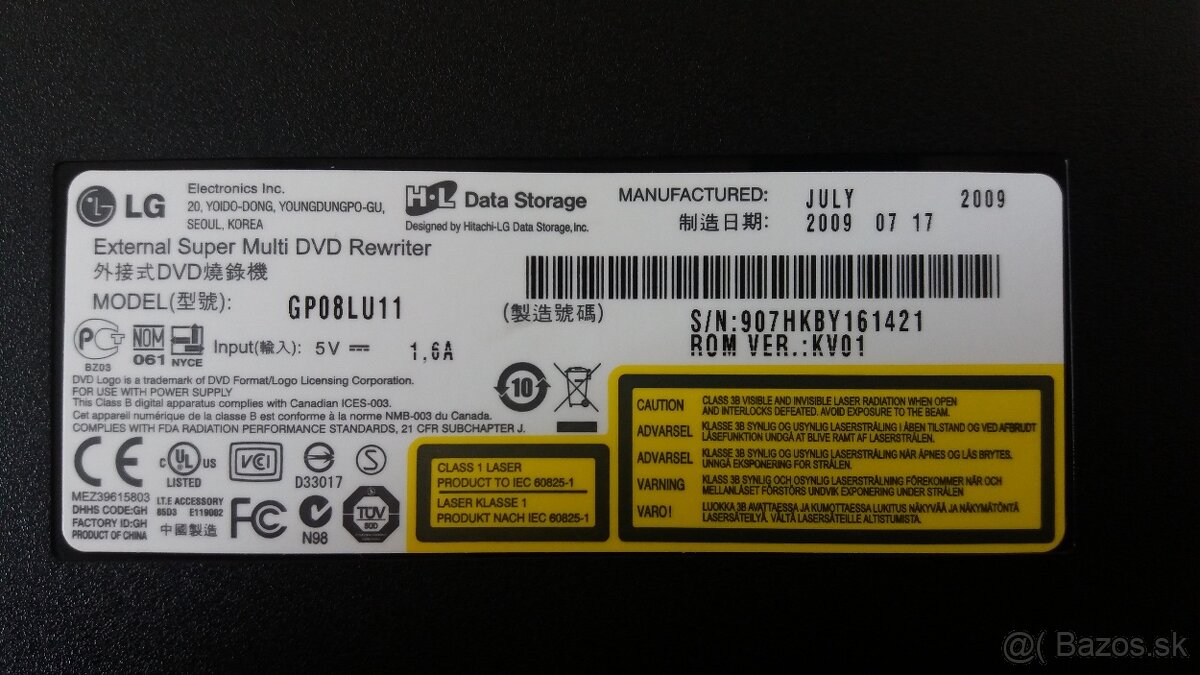 LG
Electronics Inc.
20, YOIDO-DONG, YOUNGDUNGPO-GU,
SEOUL, KOREA
H·L Data Storage
Designed by Hitachi-LG Data Storage, Inc.
MANUFACTURED: JULY 2009
制造日期: 2009 07 17
External Super Multi DVD Rewriter
外接式DVD燒錄機
MODEL(型號): GP08LU11
(製造號碼)
S/N:907HKBY161421
ROM VER.:KV01
BZ03
NOM
061
NYCE
Input(輸入): 5V 1,6A
DVD Logo is a trademark of DVD Format/Logo Licensing Corporation.
FOR USE WITH POWER SUPPLY
This Class B digital apparatus complies with Canadian ICES-003.
Cet appareil numérique de la classe B est conforme à la norme NMB-003 du Canada.
COMPLIES WITH FDA RADIATION PERFORMANCE STANDARDS, 21 CFR SUBCHAPTER J.
10
CE
c UL US
LISTED
I.T.E ACCESSORY
65D3 E119082
VCI
D33017
S
MEZ39615803
DHHS CODE:GH
FACTORY ID:GH
PRODUCT OF CHINA
中國製造
FC
N98
TÜV
SÜD
CLASS 1 LASER
PRODUCT TO IEC 60825-1
LASER KLASSE 1
PRODUKT NACH IEC 60825-1
CAUTION CLASS 3B VISIBLE AND INVISIBLE LASER RADIATION WHEN OPEN
AND INTERLOCKS DEFEATED. AVOID EXPOSURE TO THE BEAM.
ADVARSEL KLASSE 3B SYNLIG OG USYNLIG LASERSTRÅLING I ÅBEN TILSTAND OG VED AFBRUDT
LÅSEFUNKTION UNDGÅ AT BLIVE RAMT AF LASERSTRÅLEN.
ADVARSEL KLASSE 3B SYNLIG OG USYNLIG LASERSTRÅLING NÅR ÅPNES OG LÅS BRYTES.
UNNGÅ EKSPONERING FOR STRÅLEN.
VARNING KLASS 3B SYNLIG OCH OSYNLIG LASERSTRÅLNING FÖREKOMMER NÄR OCH
MELLANLÅSET FÖRSTÖRS UNDVIK EXPONERING UNDER STRÅLEN
VARO! LUOKKA 3B AVATTAESSA JA KUMOTTAESSA LUKITUS NÄKYVÄÄ JA NÄKYMÄTÖNTÄ
LASERSÄTEILYÄ. VÄLTÄ LASERSÄTEILLE ALTISTUMISTA.
@( Bazos.sk